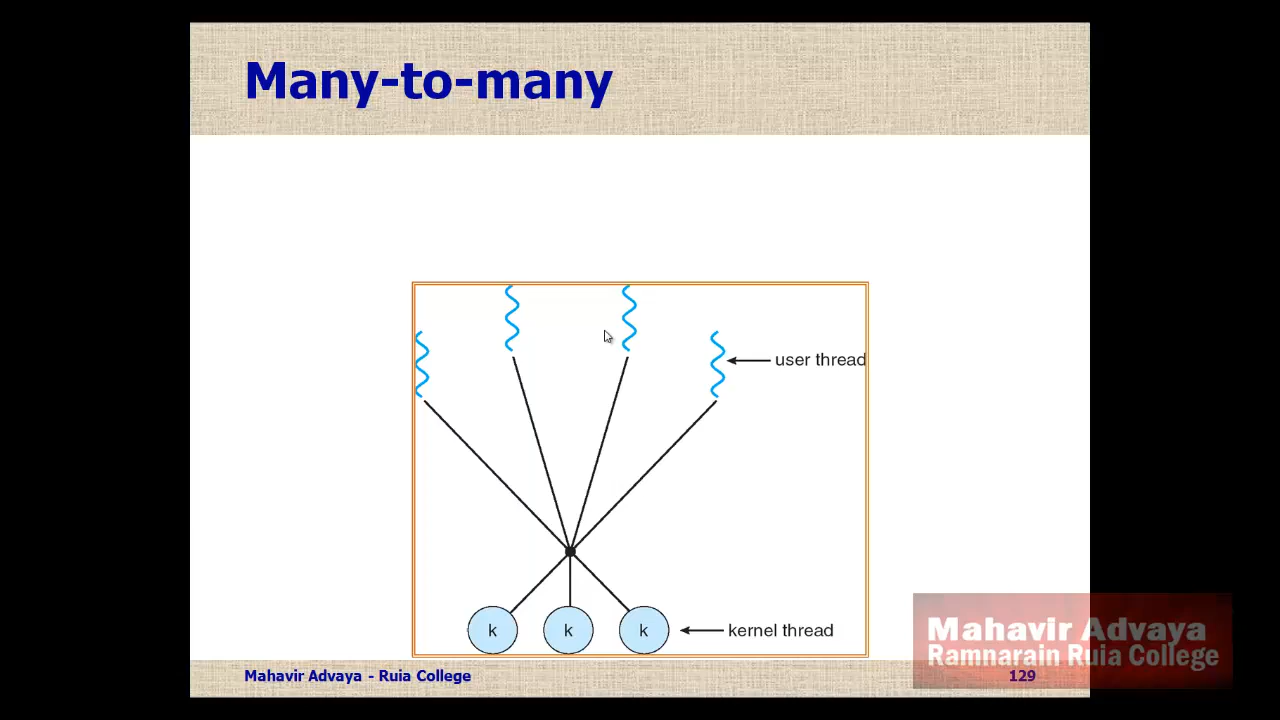 Many-to-many
user thread
k k k
kernel thread
Mahavir Advaya
Ramnarain Ruia College
Mahavir Advaya - Ruia College
129